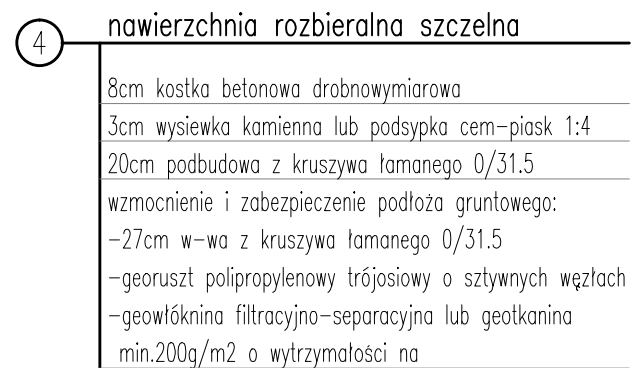 4
nawierzchnia rozbieralna szczelna
8cm kostka betonowa drobnowymiarowa
3cm wysiewka kamienna lub podsypka cem-piask 1:4
20cm podbudowa z kruszywa łamanego 0/31.5
wzmocnienie i zabezpieczenie podłoża gruntowego:
-27cm w-wa z kruszywa łamanego 0/31.5
-georuszt polipropylenowy trójosiowy o sztywnych węzłach
-geowłóknina filtracyjno-separacyjna lub geotkanina
min.200g/m2 o wytrzymałości na